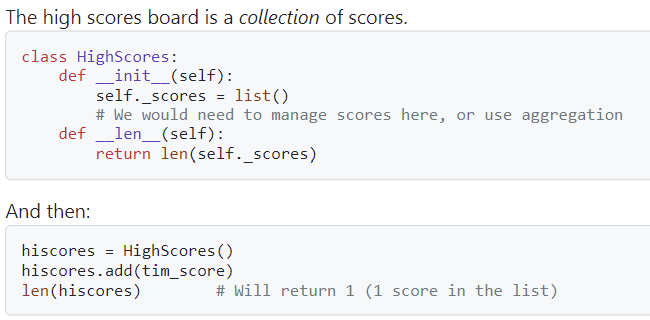 The high scores board is a collection of scores.
class HighScores:
    def __init__(self):
        self._scores = list()
        # We would need to manage scores here, or use aggregation
    def __len__(self):
        return len(self._scores)
And then:
hiscores = HighScores()
hiscores.add(tim_score)
len(hiscores)        # Will return 1 (1 score in the list)